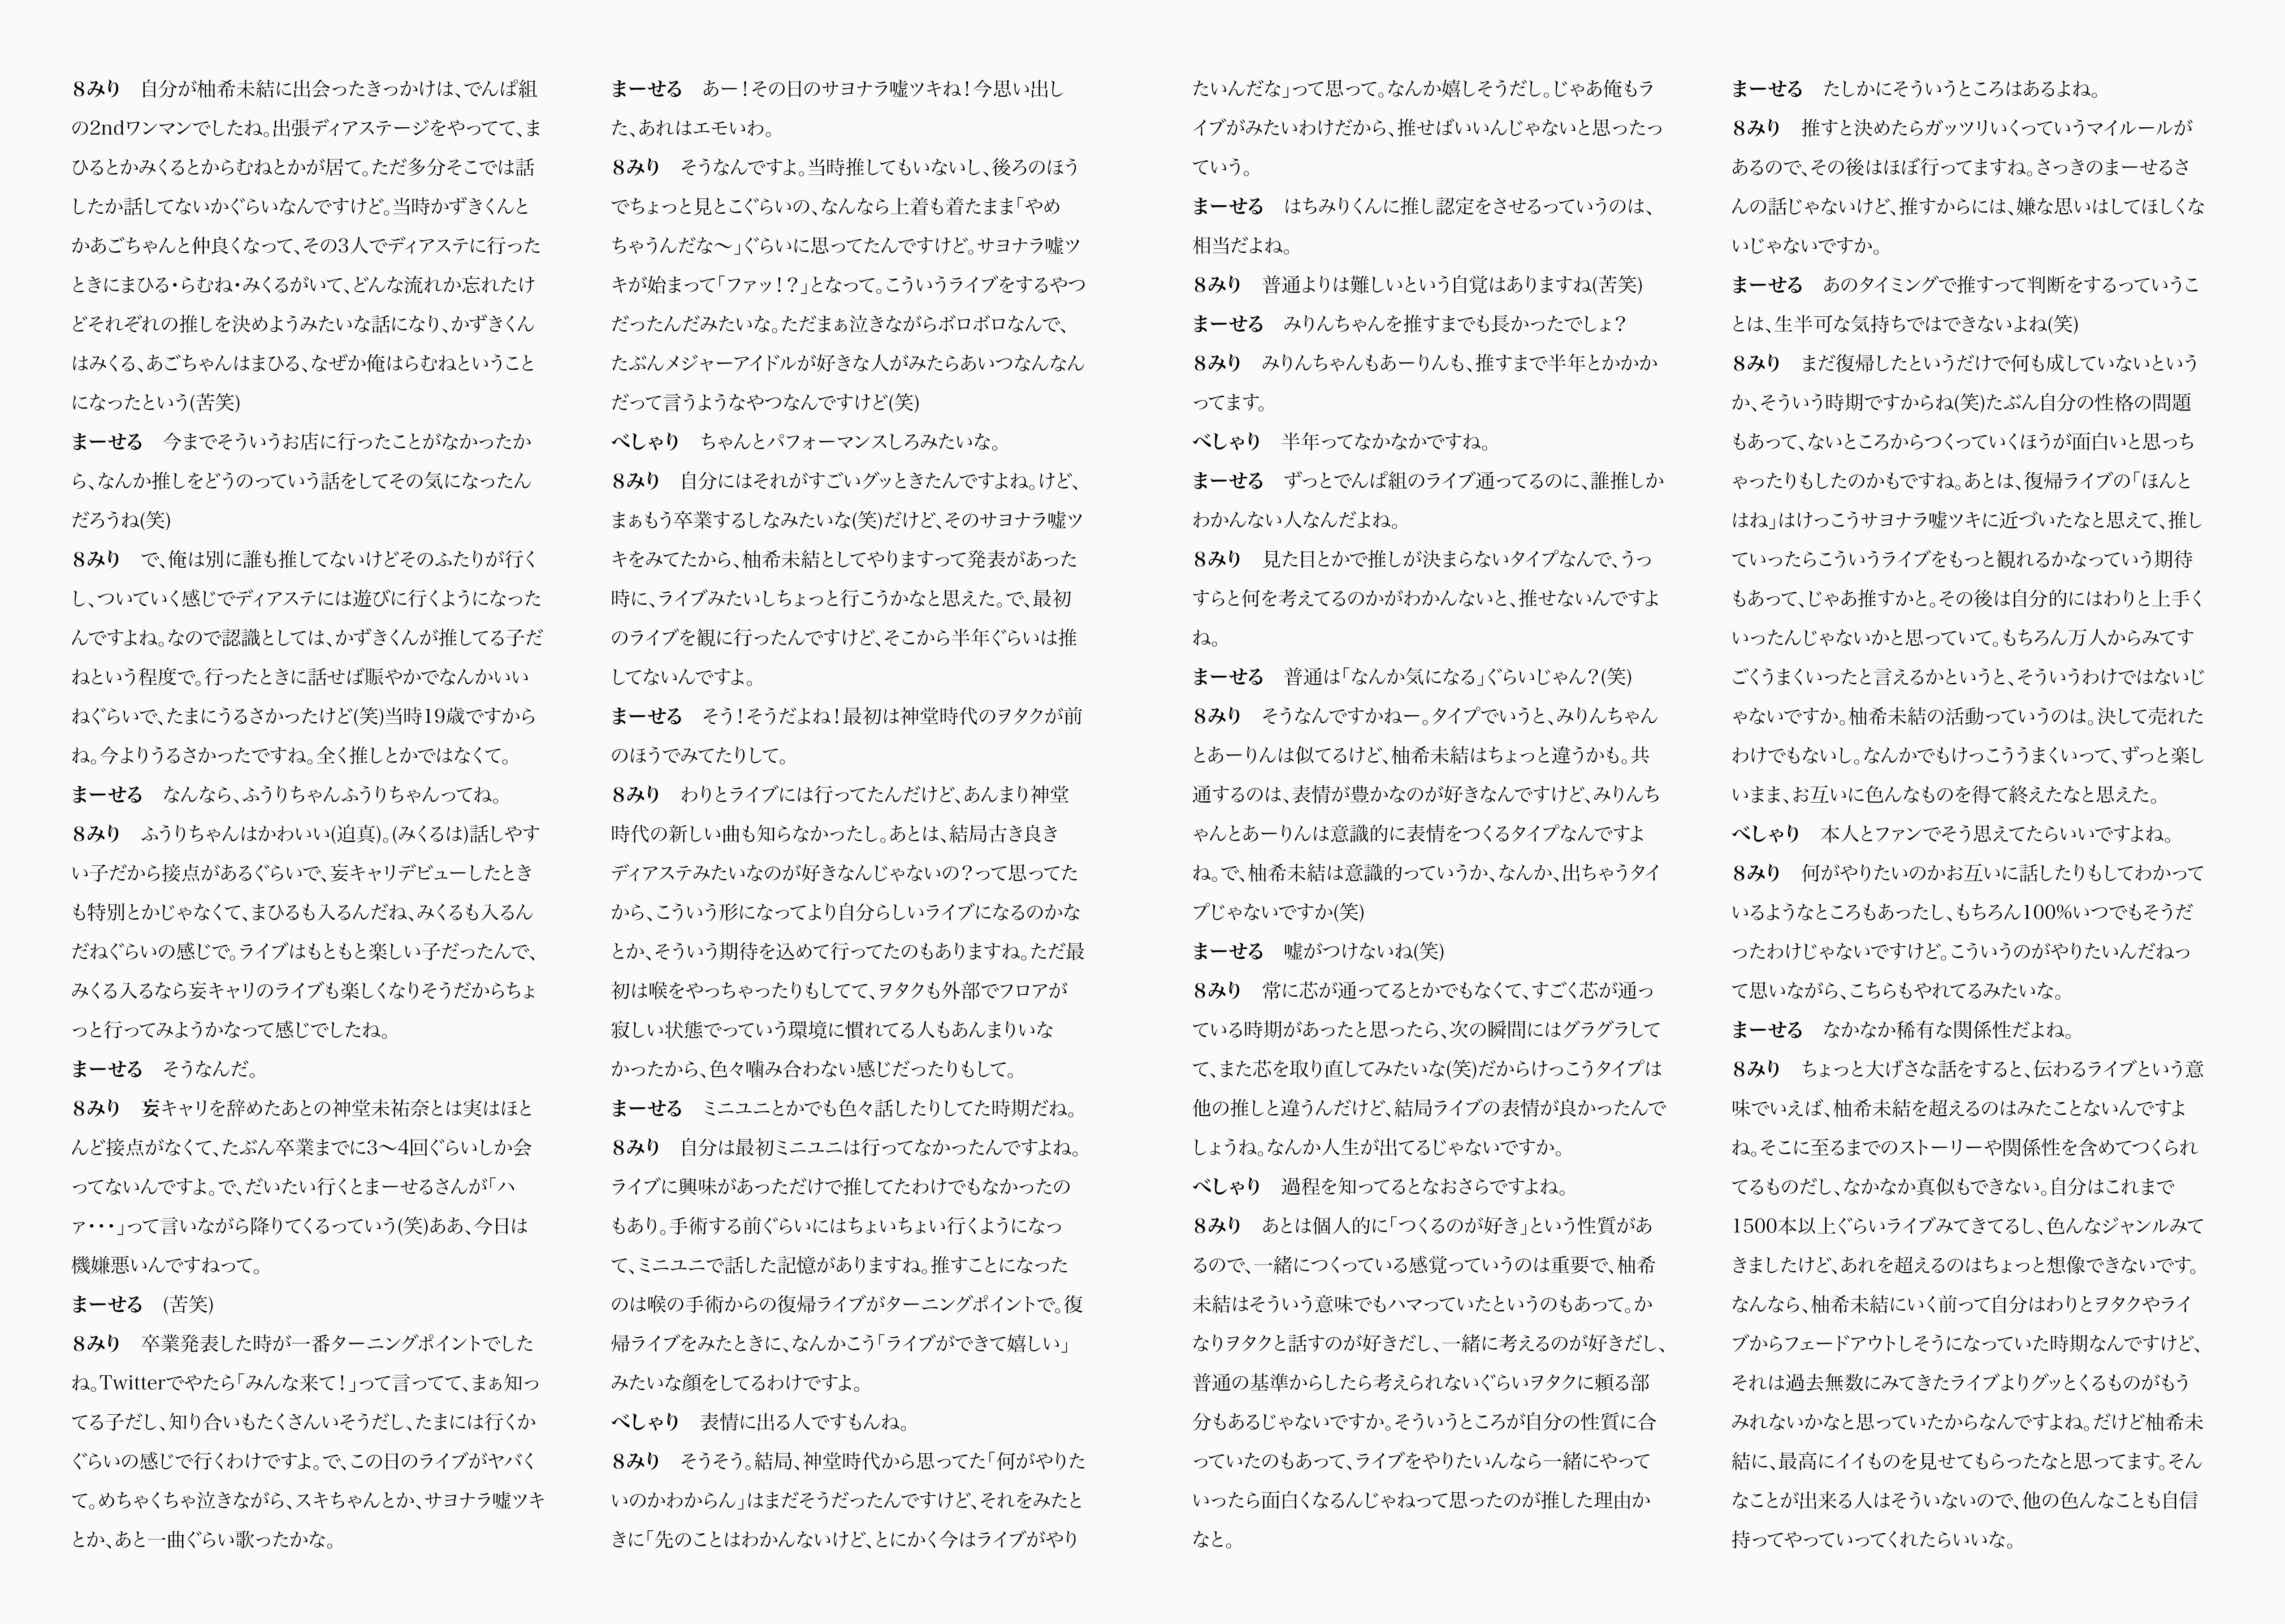 8みり　自分が柚希未結に出会ったきっかけは、でんぱ組
の2ndワンマンでしたね。出張ディアステージをやってて、ま
ひるとかみくるとからむねとかが居て。ただ多分そこでは話
したか話してないかぐらいなんですけど。当時かずきくんと
かあごちゃんと仲良くなって、その3人でディアステに行った
ときにまひる・らむね・みくるがいて、どんな流れか忘れたけ
どそれぞれの推しを決めようみたいな話になり、かずきくん
はみくる、あごちゃんはまひる、なぜか俺はらむねということ
になったという(苦笑)
まーせる　今までそういうお店に行ったことがなかったか
ら、なんか推しをどうのっていう話をしてその気になったん
だろうね(笑)
8みり　で、俺は別に誰も推してないけどそのふたりが行く
し、ついていく感じでディアステには遊びに行くようになった
んですよね。なので認識としては、かずきくんが推してる子だ
ねという程度で。行ったときに話せば賑やかでなんかいい
ねぐらいで、たまにうるさかったけど(笑)当時19歳ですから
ね。今よりうるさかったですね。全く推しとかではなくて。
まーせる　なんなら、ふうりちゃんふうりちゃんってね。
8みり　ふうりちゃんはかわいい(迫真)。(みくるは)話しやす
い子だから接点があるぐらいで、妄キャリデビューしたとき
も特別とかじゃなくて、まひるも入るんだね、みくるも入るん
だねぐらいの感じで。ライブはもともと楽しい子だったんで、
みくる入るなら妄キャリのライブも楽しくなりそうだからちょ
っと行ってみようかなって感じでしたね。
まーせる　そうなんだ。
8みり　妄キャリを辞めたあとの神堂未祐奈とは実はほと
んど接点がなくて、たぶん卒業までに3〜4回ぐらいしか会
ってないんですよ。で、だいたい行くとまーせるさんが「ハ
ァ・・・」って言いながら降りてくるっていう(笑)ああ、今日は
機嫌悪いんですねって。
まーせる　(苦笑)
8みり　卒業発表した時が一番ターニングポイントでした
ね。Twitterでやたら「みんな来て！」って言ってて、まぁ知っ
てる子だし、知り合いもたくさんいそうだし、たまには行くか
ぐらいの感じで行くわけですよ。で、この日のライブがヤバく
て。めちゃくちゃ泣きながら、スキちゃんとか、サヨナラ嘘ツキ
とか、あと一曲ぐらい歌ったかな。
まーせる　あー！その日のサヨナラ嘘ツキね！今思い出し
た、あれはエモいわ。
8みり　そうなんですよ。当時推してもいないし、後ろのほう
でちょっと見とこぐらいの、なんなら上着も着たまま「やめ
ちゃうんだな〜」ぐらいに思ってたんですけど。サヨナラ嘘ツ
キが始まって「ファッ！？」となって。こういうライブをするやつ
だったんだみたいな。ただまぁ泣きながらボロボロなんで、
たぶんメジャーアイドルが好きな人がみたらあいつなんなん
だって言うようなやつなんですけど(笑)
べしゃり　ちゃんとパフォーマンスしろみたいな。
8みり　自分にはそれがすごいグッときたんですよね。けど、
まぁもう卒業するしなみたいな(笑)だけど、そのサヨナラ嘘ツ
キをみてたから、柚希未結としてやりますって発表があった
時に、ライブみたいしちょっと行こうかなと思えた。で、最初
のライブを観に行ったんですけど、そこから半年ぐらいは推
してないんですよ。
まーせる　そう！そうだよね！最初は神堂時代のヲタクが前
のほうでみてたりして。
8みり　わりとライブには行ってたんだけど、あんまり神堂
時代の新しい曲も知らなかったし。あとは、結局古き良き
ディアステみたいなのが好きなんじゃないの？って思ってた
から、こういう形になってより自分らしいライブになるのかな
とか、そういう期待を込めて行ってたのもありますね。ただ最
初は喉をやっちゃったりもしてて、ヲタクも外部でフロアが
寂しい状態でっていう環境に慣れてる人もあんまりいな
かったから、色々噛み合わない感じだったりもして。
まーせる　ミニユニとかでも色々話したりしてた時期だね。
8みり　自分は最初ミニユニは行ってなかったんですよね。
ライブに興味があっただけで推してたわけでもなかったの
もあり。手術する前ぐらいにはちょいちょい行くようになっ
て、ミニユニで話した記憶がありますね。推すことになった
のは喉の手術からの復帰ライブがターニングポイントで。復
帰ライブをみたときに、なんかこう「ライブができて嬉しい」
みたいな顔をしてるわけですよ。
べしゃり　表情に出る人ですもんね。
8みり　そうそう。結局、神堂時代から思ってた「何がやりた
いのかわからん」はまだそうだったんですけど、それをみたと
きに「先のことはわかんないけど、とにかく今はライブがやり
たいんだな」って思って。なんか嬉しそうだし。じゃあ俺もラ
イブがみたいわけだから、推せばいいんじゃないと思ったっ
ていう。
まーせる　はちみりくんに推し認定をさせるっていうのは、
相当だよね。
8みり　普通よりは難しいという自覚はありますね(苦笑)
まーせる　みりんちゃんを推すまでも長かったでしょ？
8みり　みりんちゃんもあーりんも、推すまで半年とかかか
ってます。
べしゃり　半年ってなかなかですね。
まーせる　ずっとでんぱ組のライブ通ってるのに、誰推しか
わかんない人なんだよね。
8みり　見た目とかで推しが決まらないタイプなんで、うっ
すらと何を考えてるのかがわかんないと、推せないんですよ
ね。
まーせる　普通は「なんか気になる」ぐらいじゃん？(笑)
8みり　そうなんですかねー。タイプでいうと、みりんちゃん
とあーりんは似てるけど、柚希未結はちょっと違うかも。共
通するのは、表情が豊かなのが好きなんですけど、みりんち
ゃんとあーりんは意識的に表情をつくるタイプなんですよ
ね。で、柚希未結は意識的っていうか、なんか、出ちゃうタイ
プじゃないですか(笑)
まーせる　嘘がつけないね(笑)
8みり　常に芯が通ってるとかでもなくて、すごく芯が通っ
ている時期があったと思ったら、次の瞬間にはグラグラして
て、また芯を取り直してみたいな(笑)だからけっこうタイプは
他の推しと違うんだけど、結局ライブの表情が良かったんで
しょうね。なんか人生が出てるじゃないですか。
べしゃり　過程を知ってるとなおさらですよね。
8みり　あとは個人的に「つくるのが好き」という性質があ
るので、一緒につくっている感覚っていうのは重要で、柚希
未結はそういう意味でもハマっていたというのもあって。か
なりヲタクと話すのが好きだし、一緒に考えるのが好きだし、
普通の基準からしたら考えられないぐらいヲタクに頼る部
分もあるじゃないですか。そういうところが自分の性質に合
っていたのもあって、ライブをやりたいんなら一緒にやって
いったら面白くなるんじゃねって思ったのが推した理由か
なと。
まーせる　たしかにそういうところはあるよね。
8みり　推すと決めたらガッツリいくっていうマイルールが
あるので、その後はほぼ行ってますね。さっきのまーせるさ
んの話じゃないけど、推すからには、嫌な思いはしてほしくな
いじゃないですか。
まーせる　あのタイミングで推すって判断をするっていうこ
とは、生半可な気持ちではできないよね(笑)
8みり　まだ復帰したというだけで何も成していないという
か、そういう時期ですからね(笑)たぶん自分の性格の問題
もあって、ないところからつくっていくほうが面白いと思っち
ゃったりもしたのかもですね。あとは、復帰ライブの「ほんと
はね」はけっこうサヨナラ嘘ツキに近づいたなと思えて、推し
ていったらこういうライブをもっと観れるかなっていう期待
もあって、じゃあ推すかと。その後は自分的にはわりと上手く
いったんじゃないかと思っていて。もちろん万人からみてす
ごくうまくいったと言えるかというと、そういうわけではないじ
ゃないですか。柚希未結の活動っていうのは。決して売れた
わけでもないし。なんかでもけっこううまくいって、ずっと楽し
いまま、お互いに色んなものを得て終えたなと思えた。
べしゃり　本人とファンでそう思えてたらいいですよね。
8みり　何がやりたいのかお互いに話したりもしてわかって
いるようなところもあったし、もちろん100%いつでもそうだ
ったわけじゃないですけど。こういうのがやりたいんだねっ
て思いながら、こちらもやれてるみたいな。
まーせる　なかなか稀有な関係性だよね。
8みり　ちょっと大げさな話をすると、伝わるライブという意
味でいえば、柚希未結を超えるのはみたことないんですよ
ね。そこに至るまでのストーリーや関係性を含めてつくられ
てるものだし、なかなか真似もできない。自分はこれまで
1500本以上ぐらいライブみてきてるし、色んなジャンルみて
きましたけど、あれを超えるのはちょっと想像できないです。
なんなら、柚希未結にいく前って自分はわりとヲタクやライ
ブからフェードアウトしそうになっていた時期なんですけど、
それは過去無数にみてきたライブよりグッとくるものがもう
みれないかなと思っていたからなんですよね。だけど柚希未
結に、最高にイイものを見せてもらったなと思ってます。そん
なことが出来る人はそういないので、他の色んなことも自信
持ってやっていってくれたらいいな。